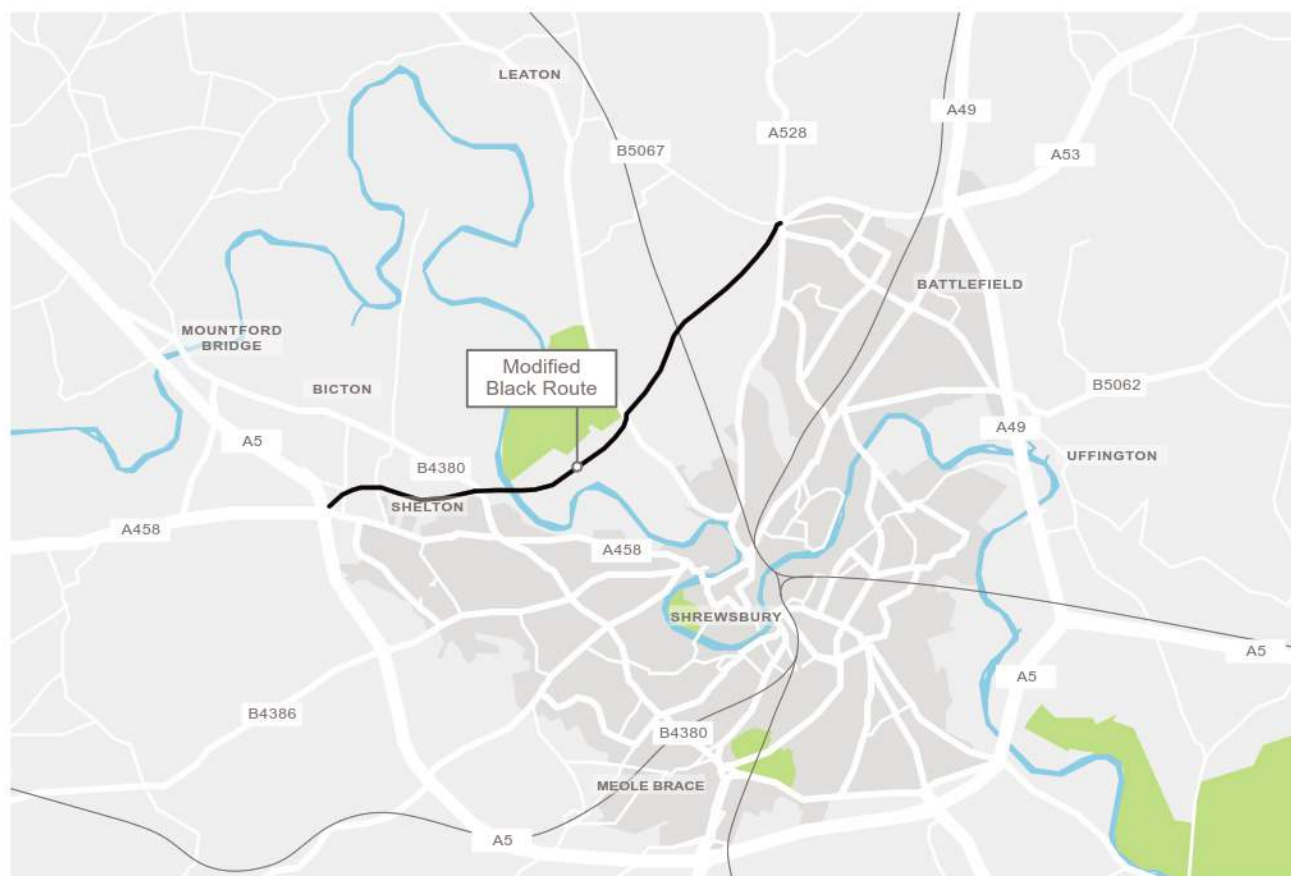 LEATON
A49
A528
B5067
A53
BATTLEFIELD
MOUNTFORD
BRIDGE
Modified
Black Route
BICTON
B5062
A5
A49
B4380
UFFINGTON
SHELTON
A458
A458
SHREWSBURY
A5
A5
B4386
B4380
MEOLE BRACE
A5